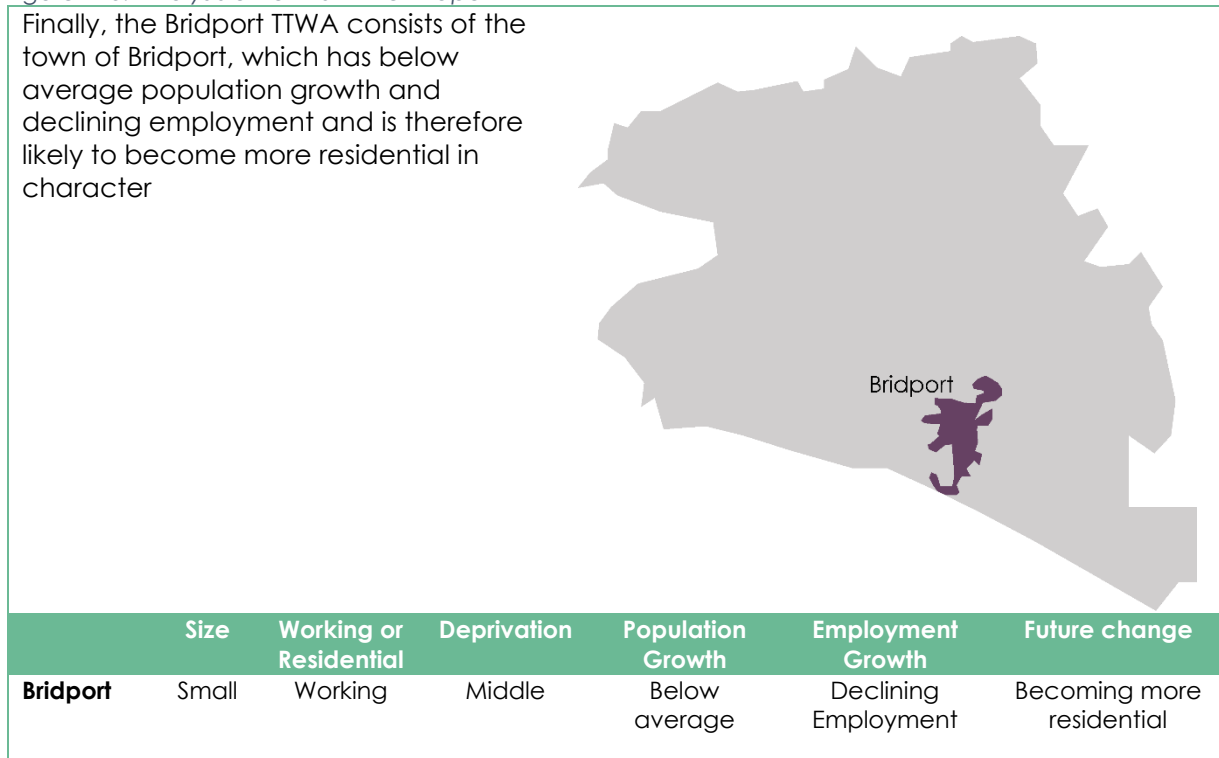 Finally, the Bridport TTWA consists of the
town of Bridport, which has below
average population growth and
declining employment and is therefore
likely to become more residential in
character
Bridport
Size Working or Residential Deprivation Population Growth Employment Growth Future change
Bridport Small Working Middle Below average Declining Employment Becoming more residential